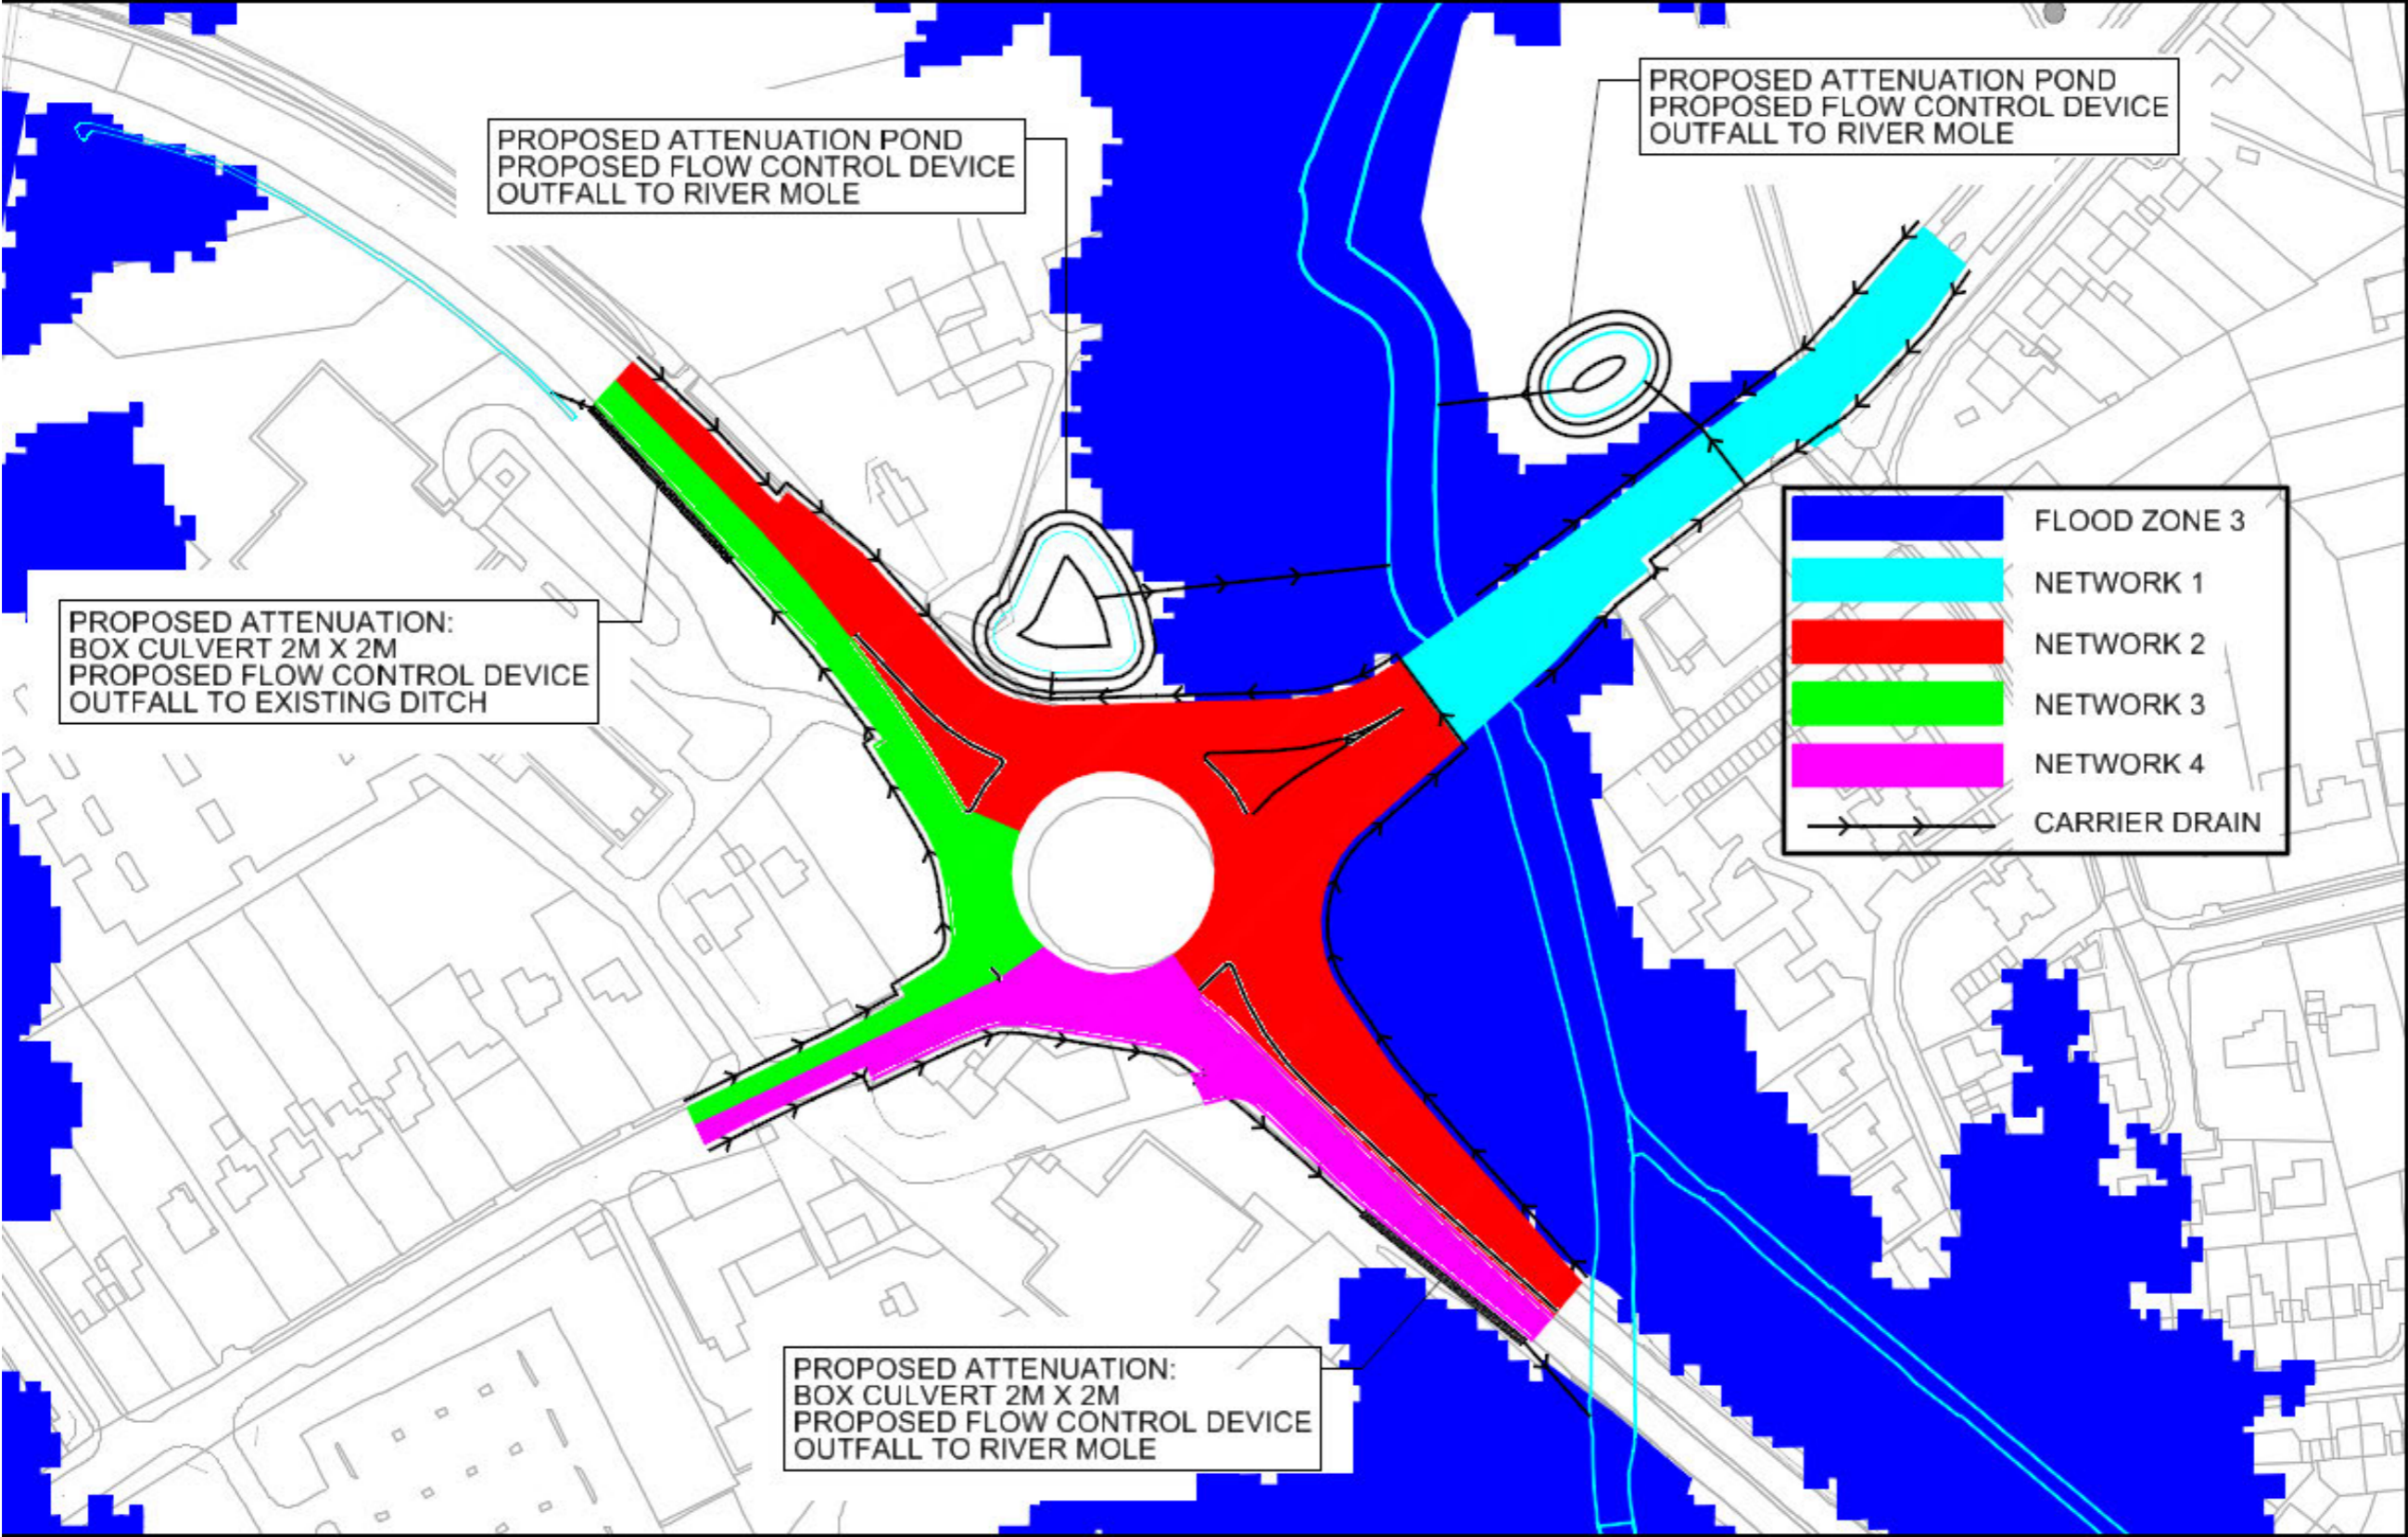 PROPOSED ATTENUATION POND
PROPOSED FLOW CONTROL DEVICE
OUTFALL TO RIVER MOLE
PROPOSED ATTENUATION POND
PROPOSED FLOW CONTROL DEVICE
OUTFALL TO RIVER MOLE
PROPOSED ATTENUATION:
BOX CULVERT 2M X 2M
PROPOSED FLOW CONTROL DEVICE
OUTFALL TO EXISTING DITCH
FLOOD ZONE 3
NETWORK 1
NETWORK 2
NETWORK 3
NETWORK 4
CARRIER DRAIN
PROPOSED ATTENUATION:
BOX CULVERT 2M X 2M
PROPOSED FLOW CONTROL DEVICE
OUTFALL TO RIVER MOLE